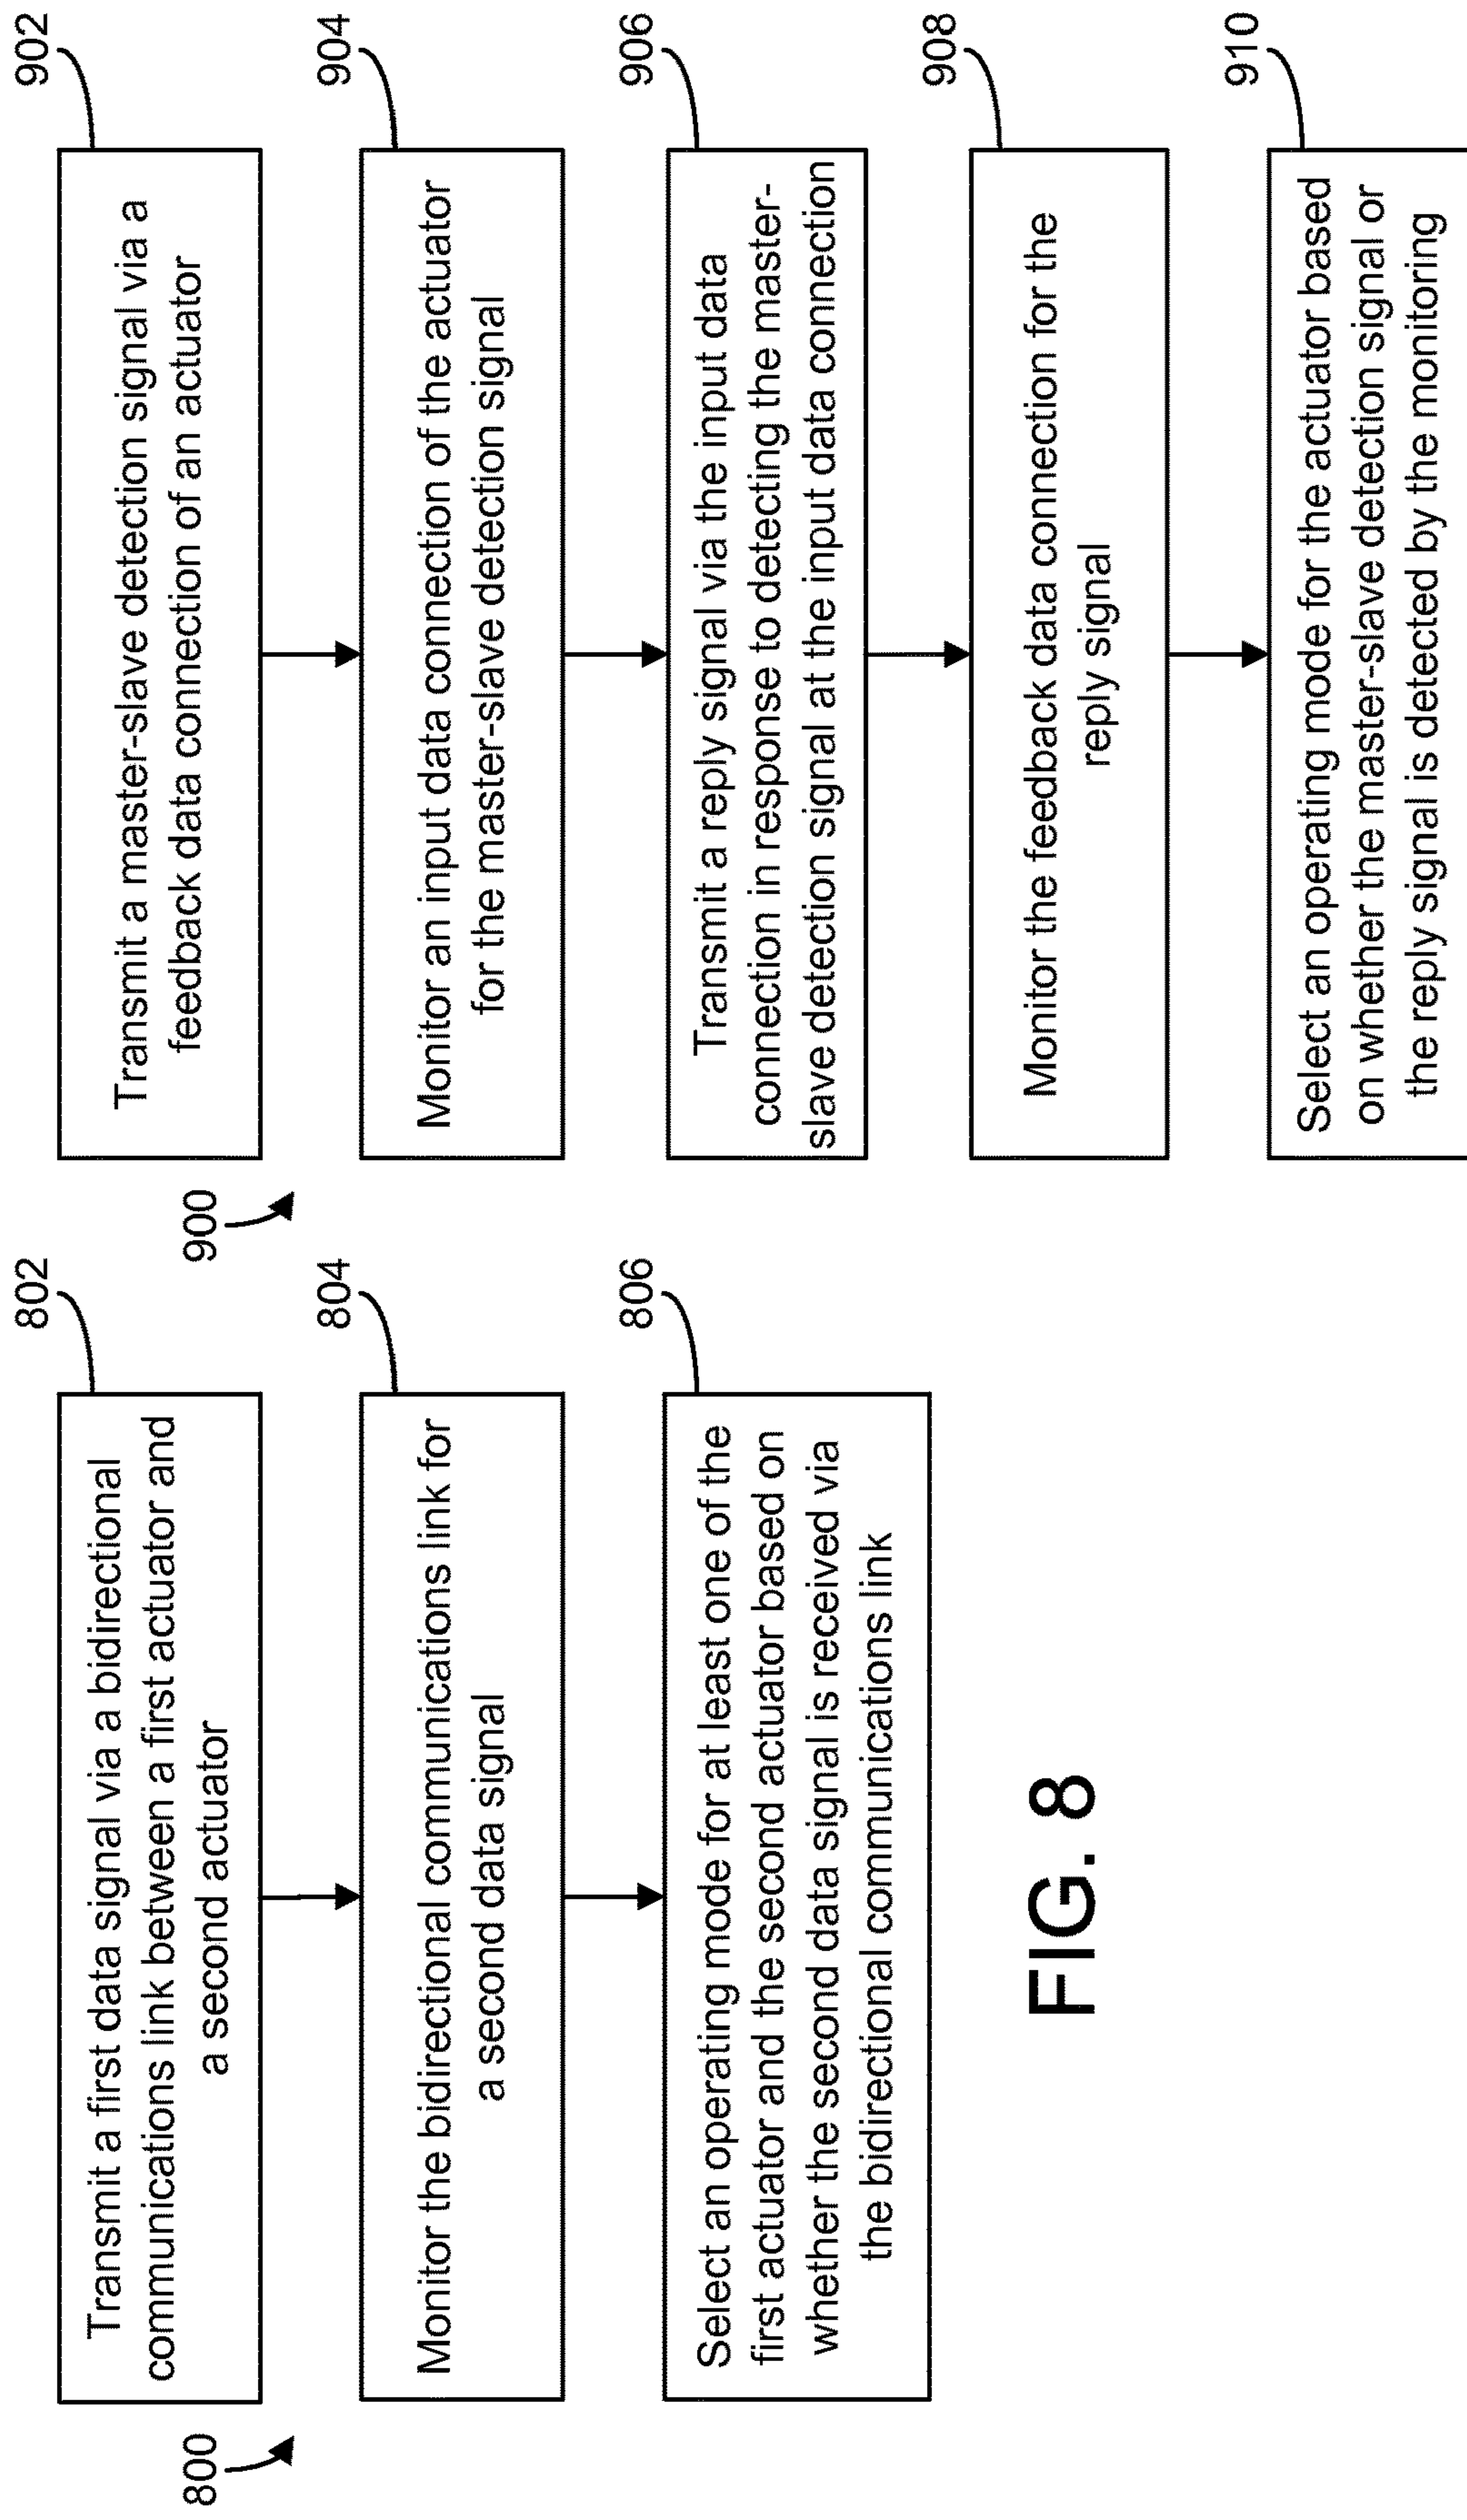 800
802
Transmit a first data signal via a bidirectional
communications link between a first actuator and
a second actuator
804
Monitor the bidirectional communications link for
a second data signal
806
Select an operating mode for at least one of the
first actuator and the second actuator based on
whether the second data signal is received via
the bidirectional communications link
FIG. 8
900
902
Transmit a master-slave detection signal via a
feedback data connection of an actuator
904
Monitor an input data connection of the actuator
for the master-slave detection signal
906
Transmit a reply signal via the input data
connection in response to detecting the master-
slave detection signal at the input data connection
908
Monitor the feedback data connection for the
reply signal
910
Select an operating mode for the actuator based
on whether the master-slave detection signal or
the reply signal is detected by the monitoring